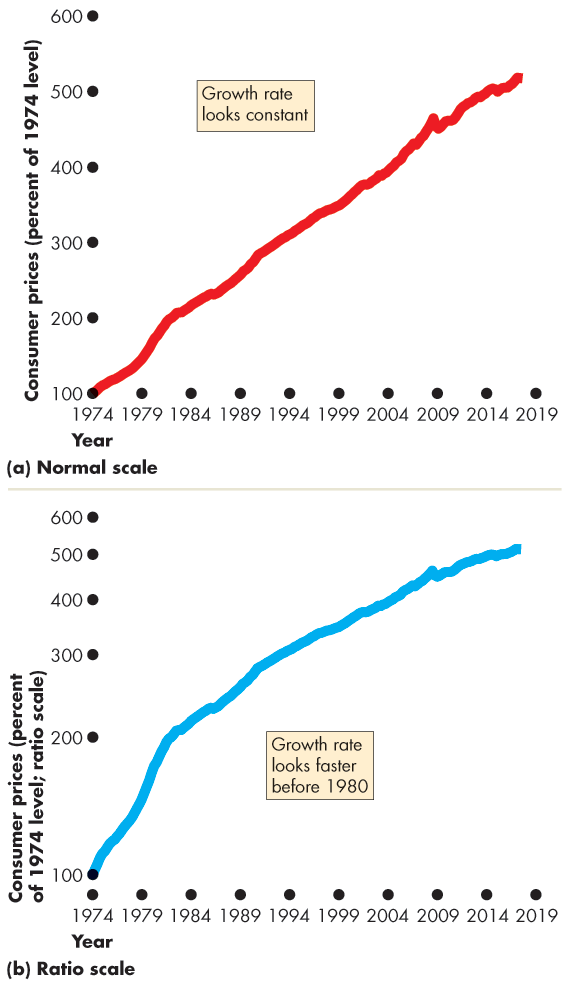 Consumer prices (percent of 1974 level)
600
500
400
300
200
100
Growth rate
looks constant
1974 1979 1984 1989 1994 1999 2004 2009 2014 2019
Year
(a) Normal scale
Consumer prices (percent
of 1974 level; ratio scale)
600
500
400
300
200
100
Growth rate
looks faster
before 1980
1974 1979 1984 1989 1994 1999 2004 2009 2014 2019
Year
(b) Ratio scale